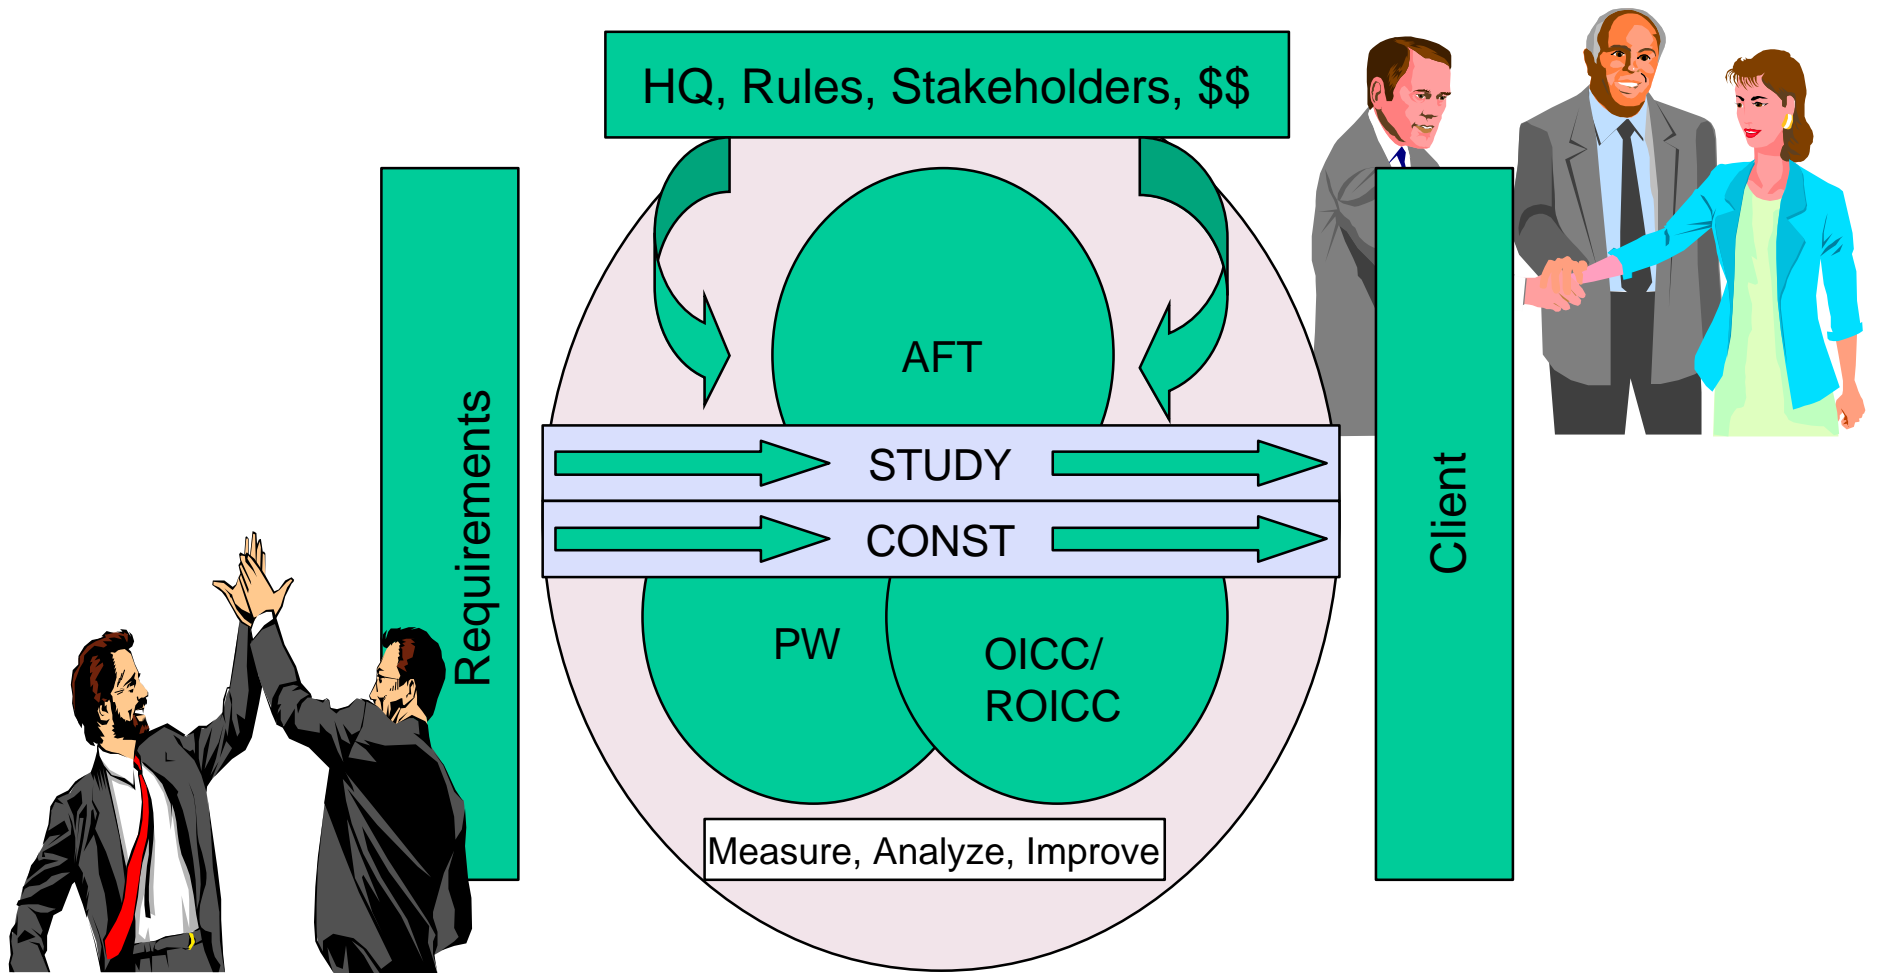 HQ, Rules, Stakeholders, $$
Requirements
AFT
STUDY
CONST
Client
PW
OICC/
ROICC
Measure, Analyze, Improve